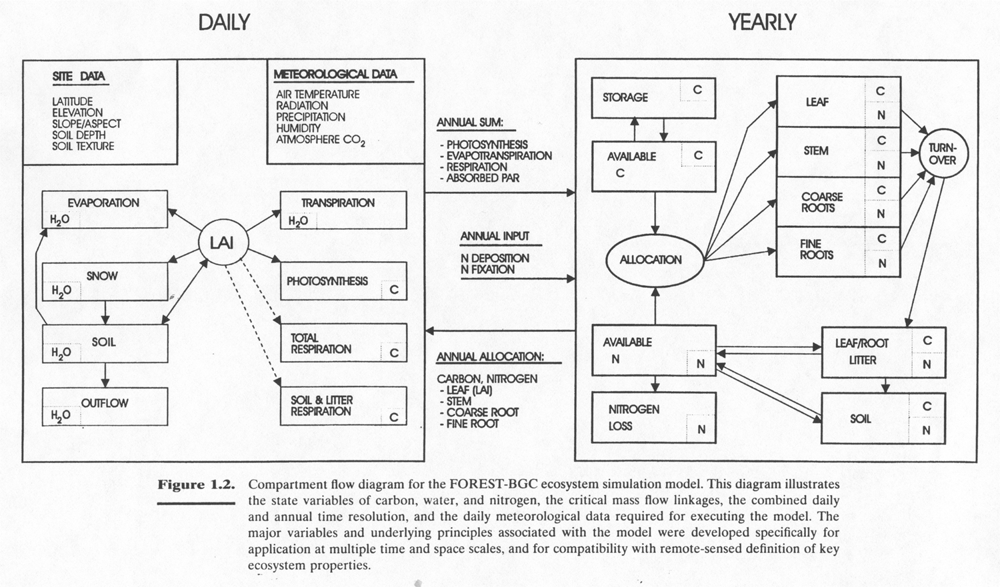 DAILY
YEARLY
SITE DATA
LATITUDE
ELEVATION
SLOPE/ASPECT
SOIL DEPTH
SOIL TEXTURE
METEOROLOGICAL DATA
AIR TEMPERATURE
RADIATION
PRECIPITATION
HUMIDITY
ATMOSPHERE CO2
EVAPORATION
H2O
TRANSPIRATION
H2O
LAI
SNOW
H2O
PHOTOSYNTHESIS
C
SOIL
H2O
TOTAL
RESPIRATION
C
OUTFLOW
H2O
SOIL & LITTER
RESPIRATION
C
ANNUAL SUM:
- PHOTOSYNTHESIS
- EVAPOTRANSPIRATION
- RESPIRATION
- ABSORBED PAR
ANNUAL INPUT
N DEPOSITION
N FIXATION
ANNUAL ALLOCATION:
CARBON, NITROGEN
- LEAF (LAI)
- STEM
- COARSE ROOT
- FINE ROOT
STORAGE
C
AVAILABLE
C
C
ALLOCATION
LEAF
C
N
STEM
C
N
COARSE
ROOTS
C
N
FINE
ROOTS
C
N
TURN-
OVER
AVAILABLE
N
N
NITROGEN
LOSS
N
LEAF/ROOT
LITTER
C
N
SOIL
C
N
Figure 1.2. Compartment flow diagram for the FOREST-BGC ecosystem simulation model. This diagram illustrates
the state variables of carbon, water, and nitrogen, the critical mass flow linkages, the combined daily
and annual time resolution, and the daily meteorological data required for executing the model. The
major variables and underlying principles associated with the model were developed specifically for
application at multiple time and space scales, and for compatibility with remote-sensed definition of key
ecosystem properties.